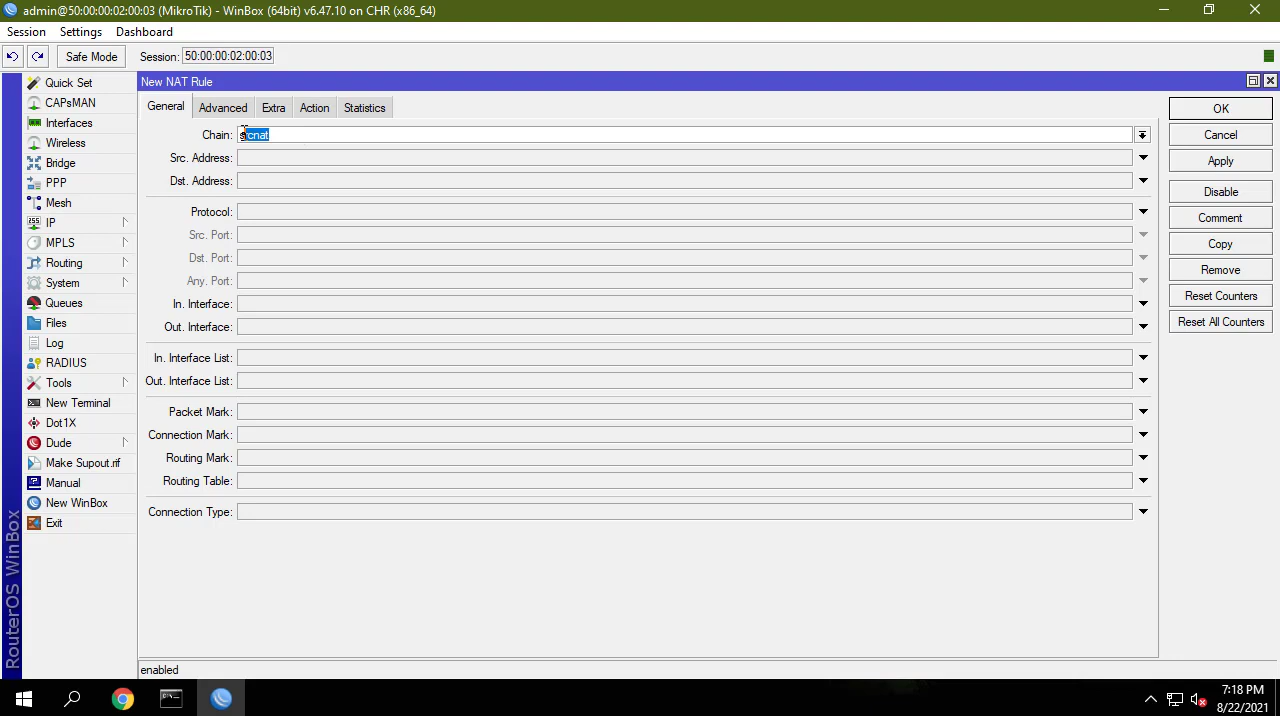 admin@50:00:00:02:00:03 (MikroTik) - WinBox (64bit) v6.47.10 on CHR (x86_64)
Session Settings Dashboard
Safe Mode Session: 50:00:00:02:00:03
Quick Set
CAPsMAN
Interfaces
Wireless
Bridge
PPP
Mesh
IP
MPLS
Routing
System
Queues
Files
Log
RADIUS
Tools
New Terminal
Dot1X
Dude
Make Supout.rif
Manual
New WinBox
Exit
RouterOS WinBox
New NAT Rule
General Advanced Extra Action Statistics
Chain: srcnat
Src. Address:
Dst. Address:
Protocol:
Src. Port:
Dst. Port:
Any. Port:
In. Interface:
Out. Interface:
In. Interface List:
Out. Interface List:
Packet Mark:
Connection Mark:
Routing Mark:
Routing Table:
Connection Type:
OK
Cancel
Apply
Disable
Comment
Copy
Remove
Reset Counters
Reset All Counters
enabled
7:18 PM
8/22/2021